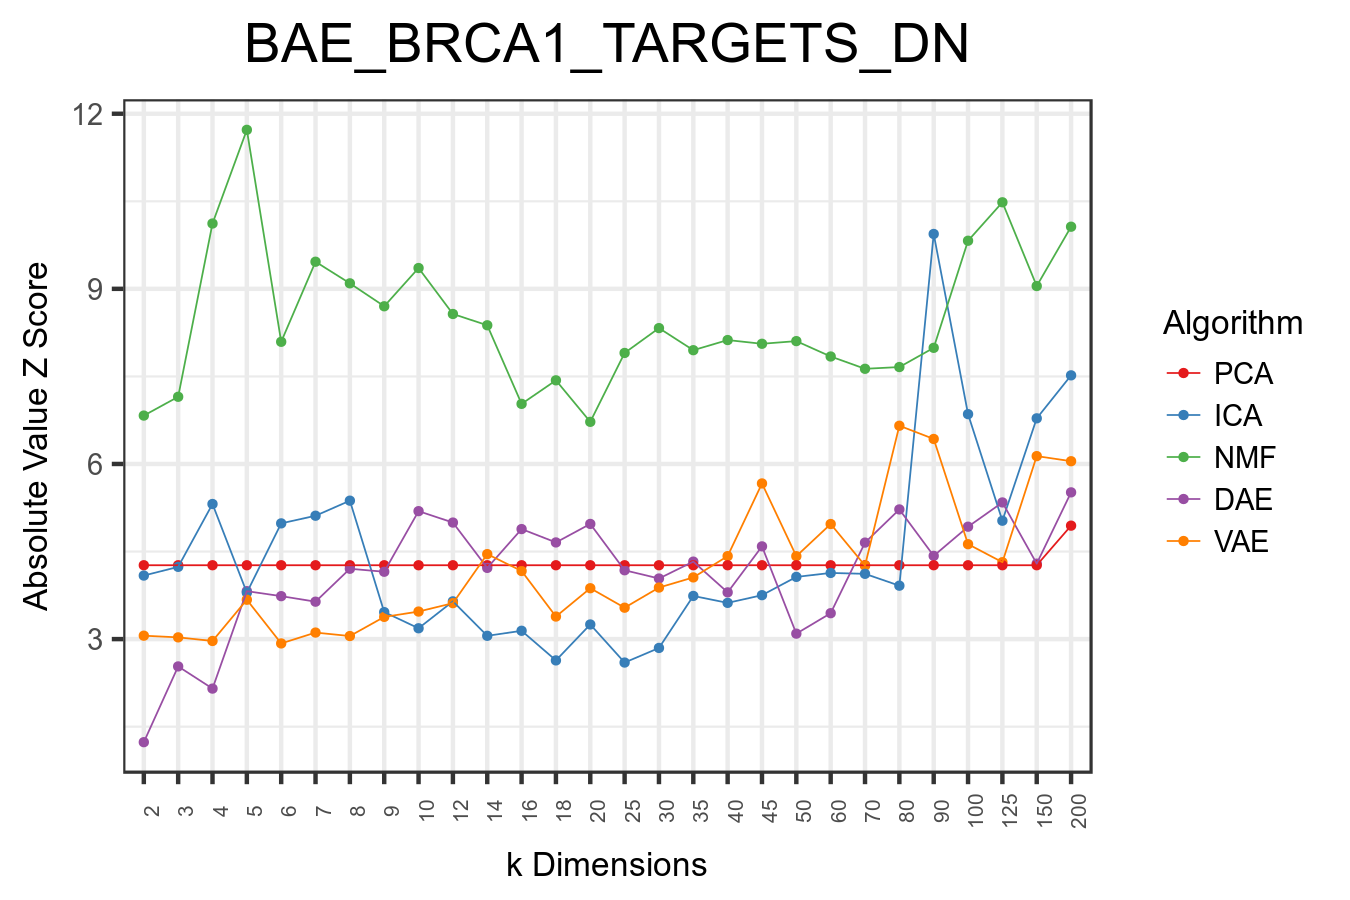 BAE_BRCA1_TARGETS_DN
12
9
6
3
Absolute Value Z Score
2 3 4 5 6 7 8 9 10 12 14 16 18 20 25 30 35 40 45 50 60 70 80 90 100 125 150 200
k Dimensions
Algorithm
PCA
ICA
NMF
DAE
VAE